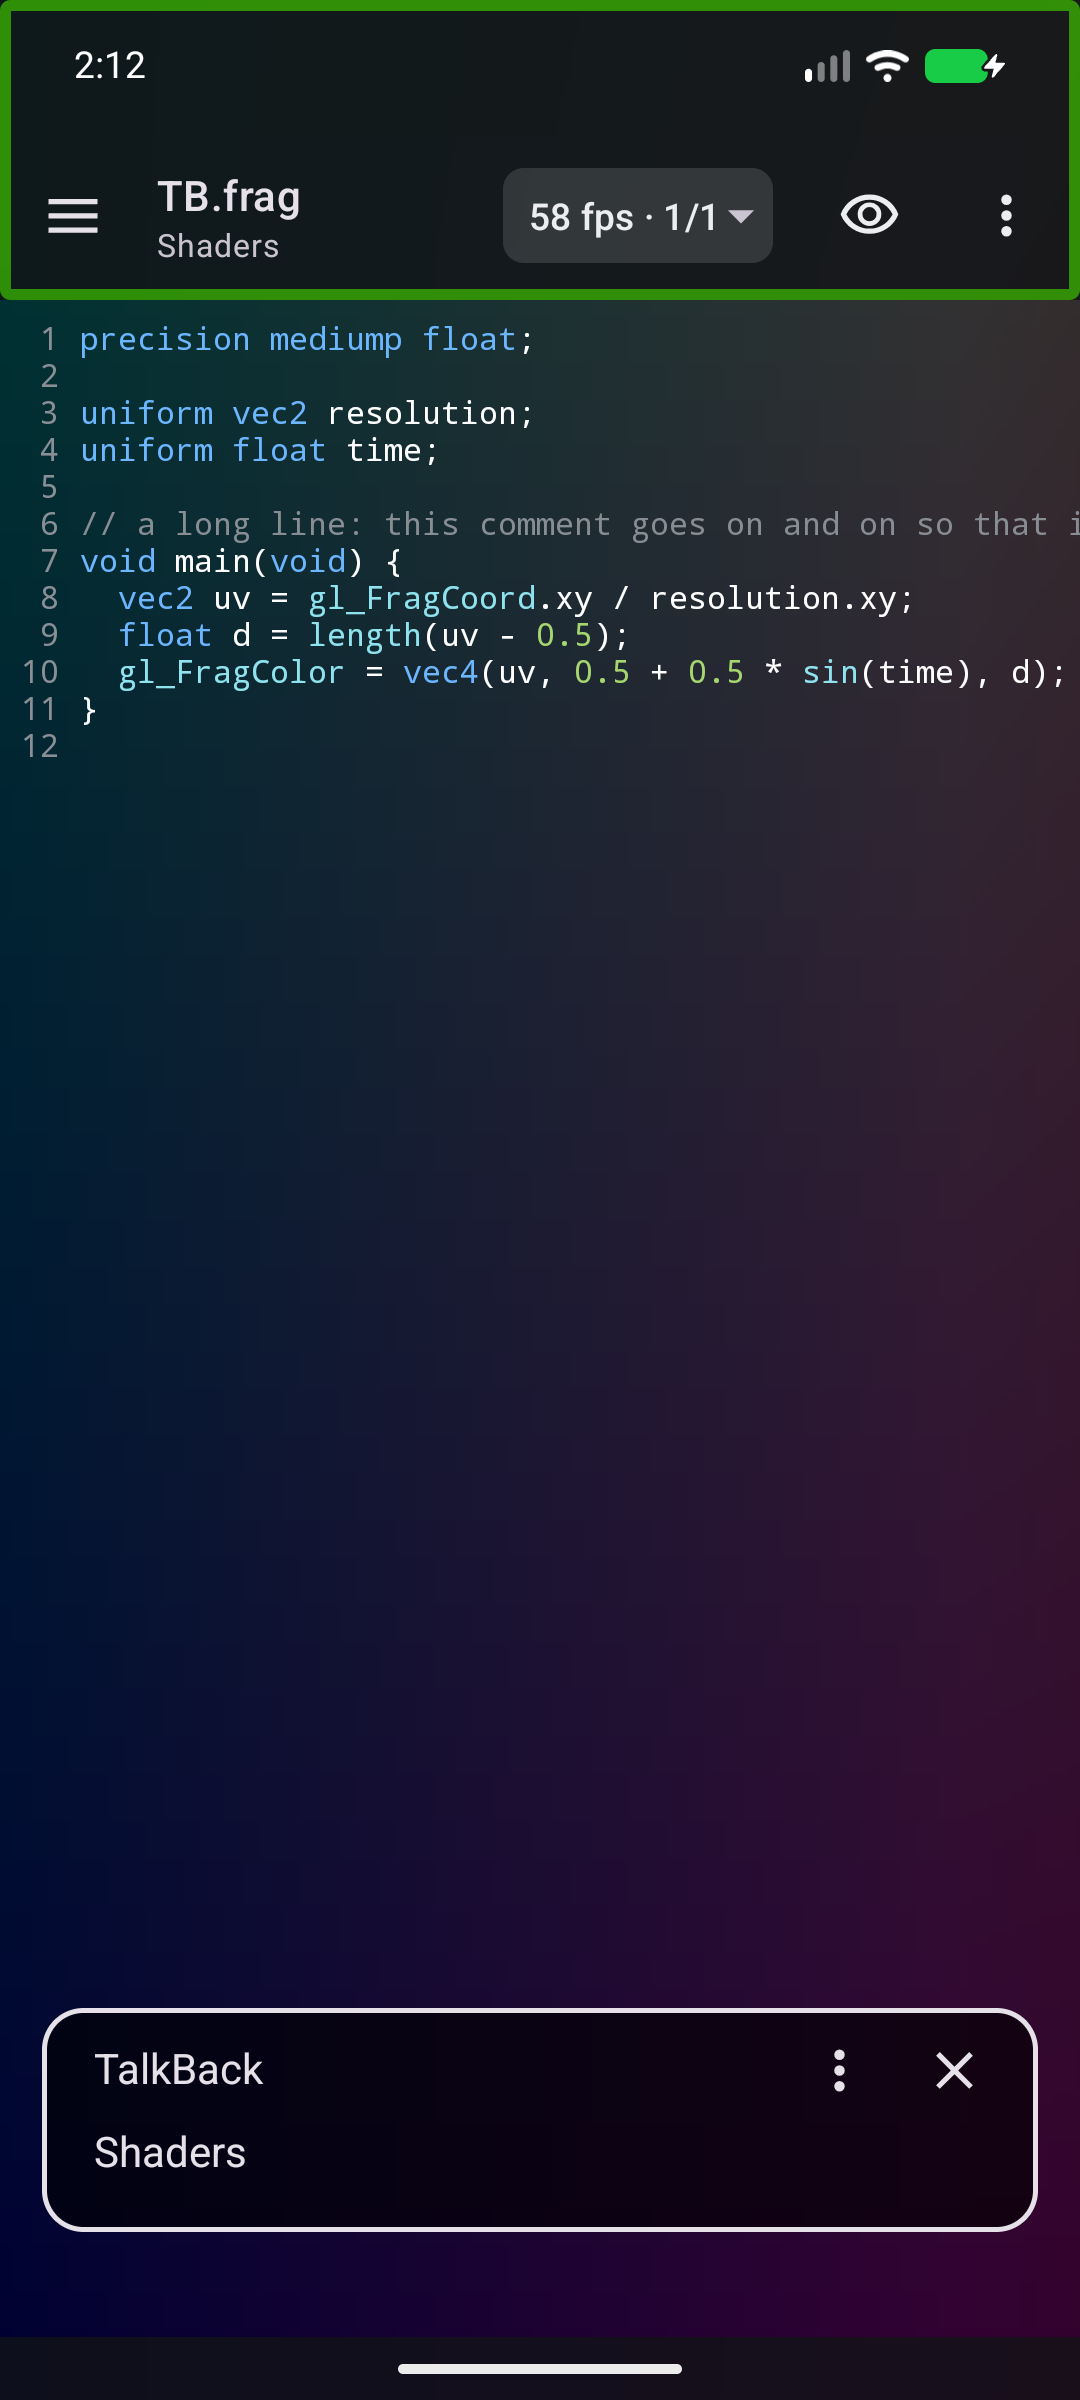 2:12
TB.frag
Shaders
58 fps · 1/1
1 precision mediump float;
2
3 uniform vec2 resolution;
4 uniform float time;
5
6 // a long line: this comment goes on and on so that i
7 void main(void) {
8   vec2 uv = gl_FragCoord.xy / resolution.xy;
9   float d = length(uv - 0.5);
10   gl_FragColor = vec4(uv, 0.5 + 0.5 * sin(time), d);
11 }
12
TalkBack
Shaders